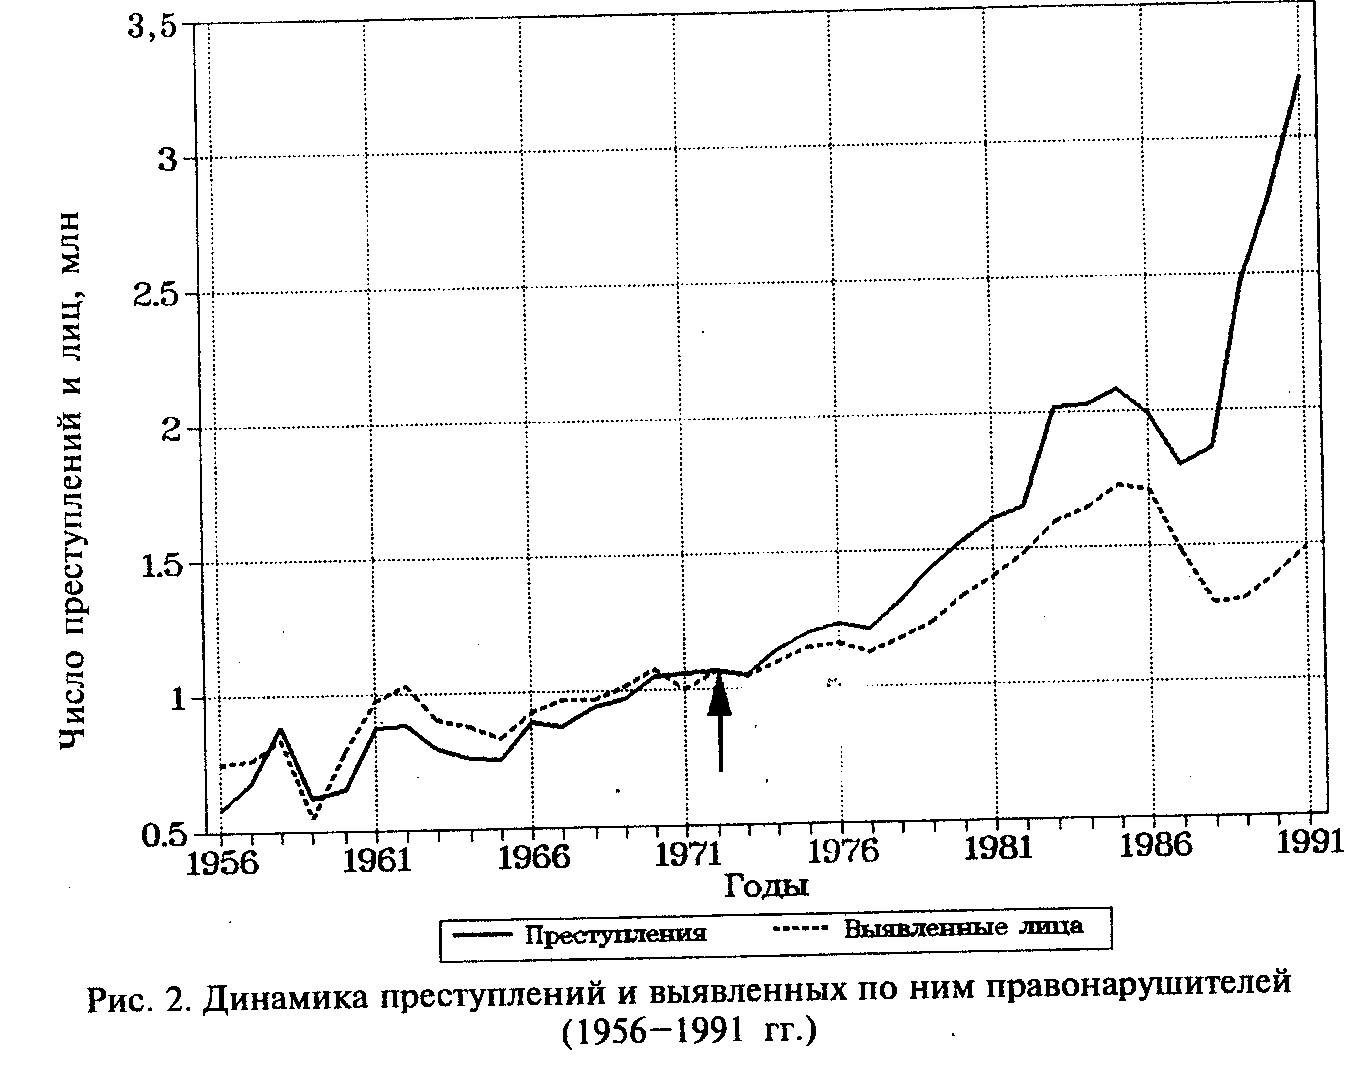 3,5
3
2.5
2
1.5
1
0.5
Число преступлений и лиц, млн
1956 1961 1966 1971 1976 1981 1986 1991
Годы
Преступления Выявленные лица
Рис. 2. Динамика преступлений и выявленных по ним правонарушителей
(1956—1991 гг.)